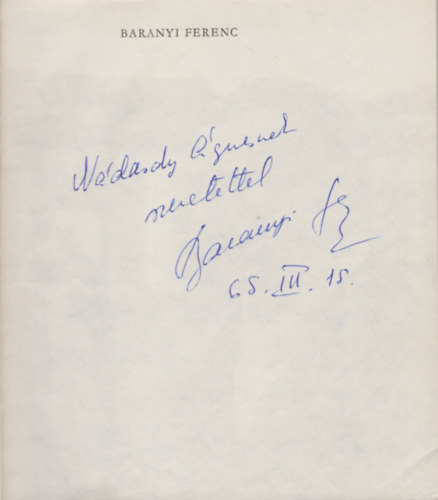 BARANYI FERENC
Nádasdy Ágnesnek
szeretettel
Baranyi Fe
65. III. 15.